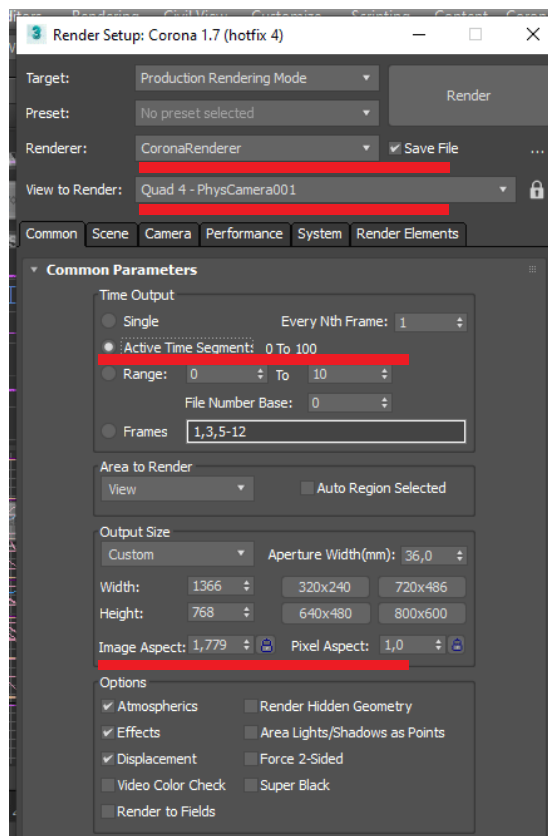 Rendering Civil View Customize Scripting Content
Render Setup: Corona 1.7 (hotfix 4)
Target: Production Rendering Mode
Render
Preset: No preset selected
Renderer: CoronaRenderer Save File ...
View to Render: Quad 4 - PhysCamera001
Common Scene Camera Performance System Render Elements
Common Parameters
Time Output
Single Every Nth Frame: 1
Active Time Segment: 0 To 100
Range: 0 To 10
File Number Base: 0
Frames 1,3,5-12
Area to Render
View Auto Region Selected
Output Size
Custom Aperture Width(mm): 36,0
Width: 1366 320x240 720x486
Height: 768 640x480 800x600
Image Aspect: 1,779 Pixel Aspect: 1,0
Options
Atmospherics Render Hidden Geometry
Effects Area Lights/Shadows as Points
Displacement Force 2-Sided
Video Color Check Super Black
Render to Fields